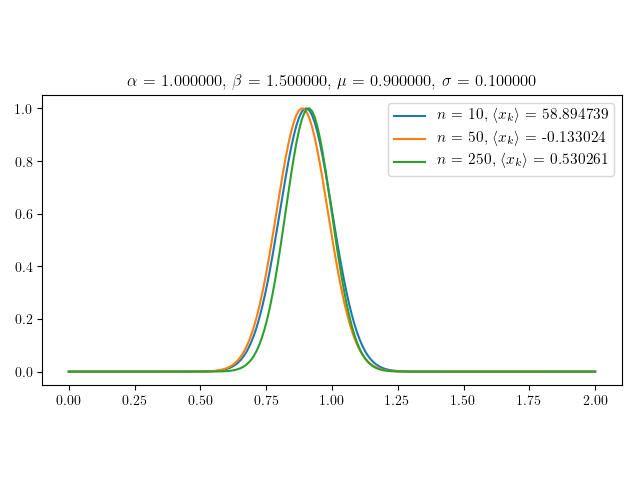 α = 1.000000, β = 1.500000, μ = 0.900000, σ = 0.100000
n = 10, ⟨x_k⟩ = 58.894739
n = 50, ⟨x_k⟩ = -0.133024
n = 250, ⟨x_k⟩ = 0.530261
1.0
0.8
0.6
0.4
0.2
0.0
0.00 0.25 0.50 0.75 1.00 1.25 1.50 1.75 2.00